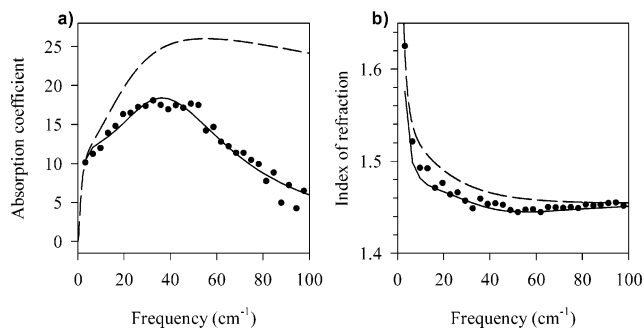 a)
b)
Absorption coefficient
25
20
15
10
5
0
0 20 40 60 80 100
Frequency (cm-1)
Index of refraction
1.6
1.5
1.4
0 20 40 60 80 100
Frequency (cm-1)